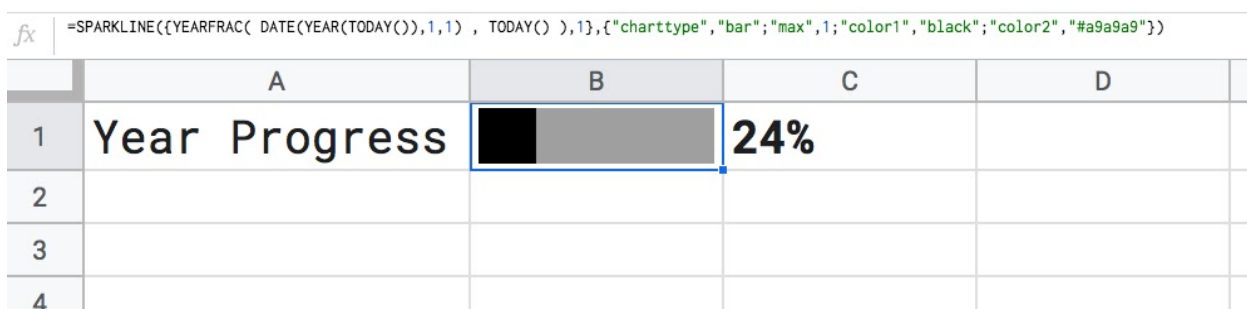 fx =SPARKLINE({YEARFRAC( DATE(YEAR(TODAY()),1,1) , TODAY() ),1},{"charttype","bar";"max",1;"color1","black";"color2","#a9a9a9"})
A B C D
1 Year Progress 24%
2
3
4